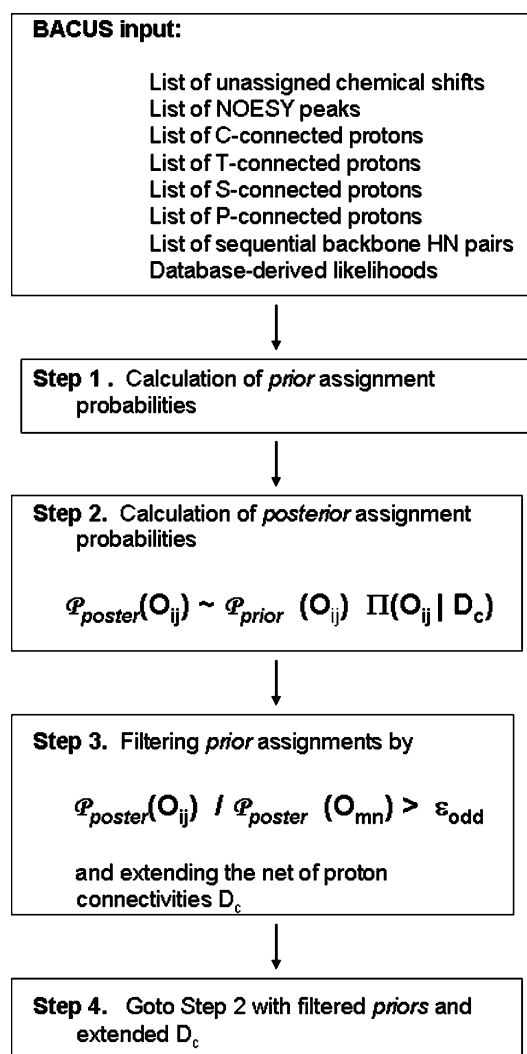 BACUS input:
List of unassigned chemical shifts
List of NOESY peaks
List of C-connected protons
List of T-connected protons
List of S-connected protons
List of P-connected protons
List of sequential backbone HN pairs
Database-derived likelihoods
Step 1 . Calculation of prior assignment
probabilities
Step 2. Calculation of posterior assignment
probabilities
𝒫poster(Oij) ~ 𝒫prior (Oij) Π(Oij | Dc)
Step 3. Filtering prior assignments by
𝒫poster(Oij) / 𝒫poster (Omn) > εodd
and extending the net of proton
connectivities Dc
Step 4. Goto Step 2 with filtered priors and
extended Dc